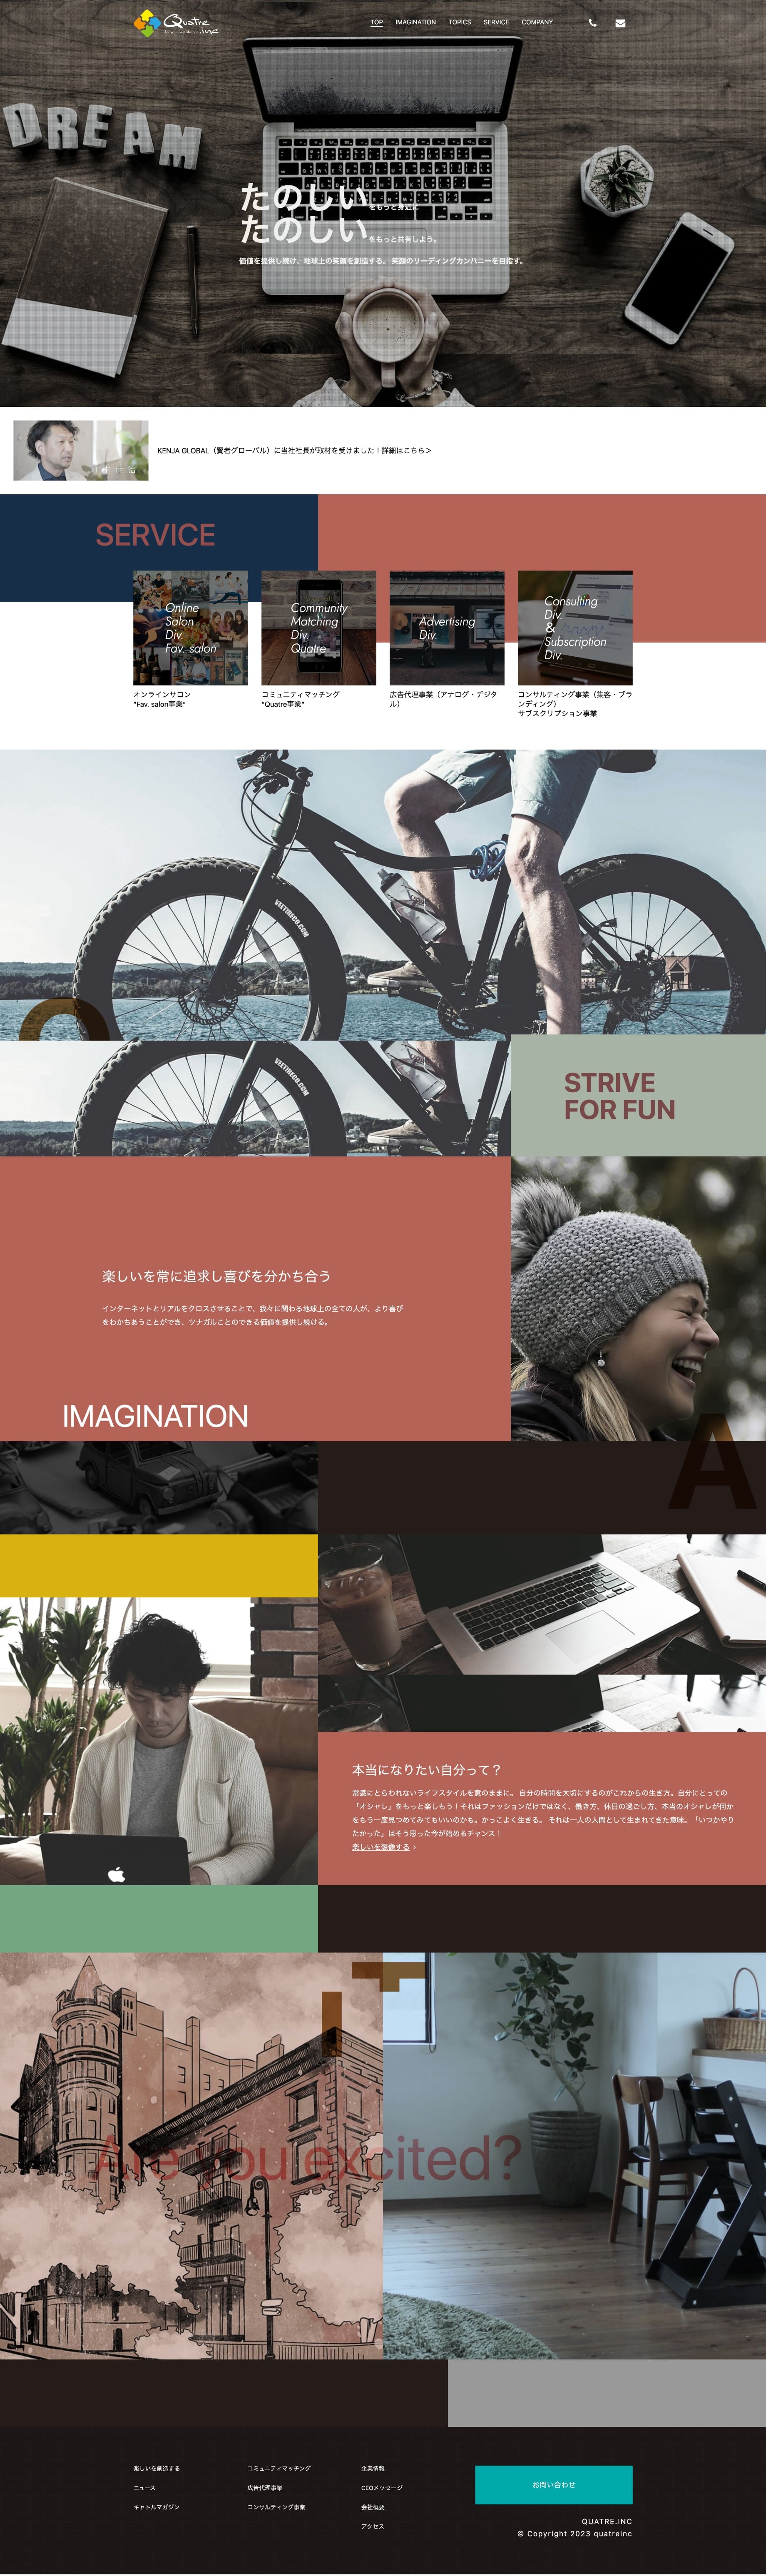 Quatre.inc
TOP
IMAGINATION
TOPICS
SERVICE
COMPANY
DREAM
たのしいをもっと身近に
たのしいをもっと共有しよう。
価値を提供し続け、地球上の笑顔を創造する。 笑顔のリーディングカンパニーを目指す。
KENJA GLOBAL（賢者グローバル）に当社社長が取材を受けました！詳細はこちら＞
SERVICE
Online
Salon
Div.
Fav. salon
オンラインサロン
“Fav. salon事業”
Community
Matching
Div.
Quatre
コミュニティマッチング
“Quatre事業”
Advertising
Div.
広告代理事業（アナログ・デジタ
ル）
Consulting
Div.
&
Subscription
Div.
コンサルティング事業（集客・ブラ
ンディング）
サブスクリプション事業
VEETIRECO.COM
VEETIRECO.COM
STRIVE
FOR FUN
楽しいを常に追求し喜びを分かち合う
インターネットとリアルをクロスさせることで、我々に関わる地球上の全ての人が、より喜び
をわかちあうことができ、ツナガルことのできる価値を提供し続ける。
IMAGINATION
A
本当になりたい自分って？
常識にとらわれないライフスタイルを意のままに。 自分の時間を大切にするのがこれからの生き方。自分にとっての
「オシャレ」をもっと楽しもう！それはファッションだけではなく、働き方、休日の過ごし方、本当のオシャレが何か
をもう一度見つめてみてもいいのかも。かっこよく生きる。 それは一人の人間として生まれてきた意味。「いつかやり
たかった」はそう思った今が始めるチャンス！
楽しいを想像する ›
Are you excited?
楽しいを創造する
ニュース
キャトルマガジン
コミュニティマッチング
広告代理事業
コンサルティング事業
企業情報
CEOメッセージ
会社概要
アクセス
お問い合わせ
QUATRE.INC
© Copyright 2023 quatreinc